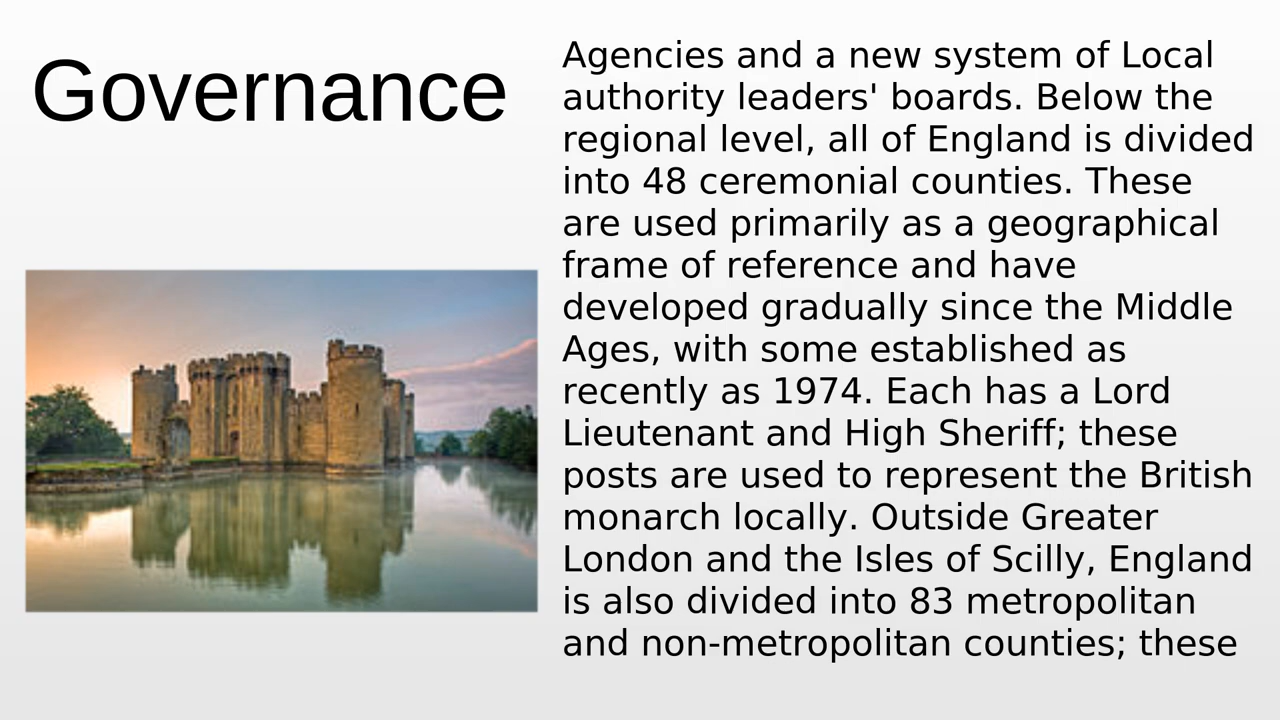 Governance
Agencies and a new system of Local
authority leaders' boards. Below the
regional level, all of England is divided
into 48 ceremonial counties. These
are used primarily as a geographical
frame of reference and have
developed gradually since the Middle
Ages, with some established as
recently as 1974. Each has a Lord
Lieutenant and High Sheriff; these
posts are used to represent the British
monarch locally. Outside Greater
London and the Isles of Scilly, England
is also divided into 83 metropolitan
and non-metropolitan counties; these